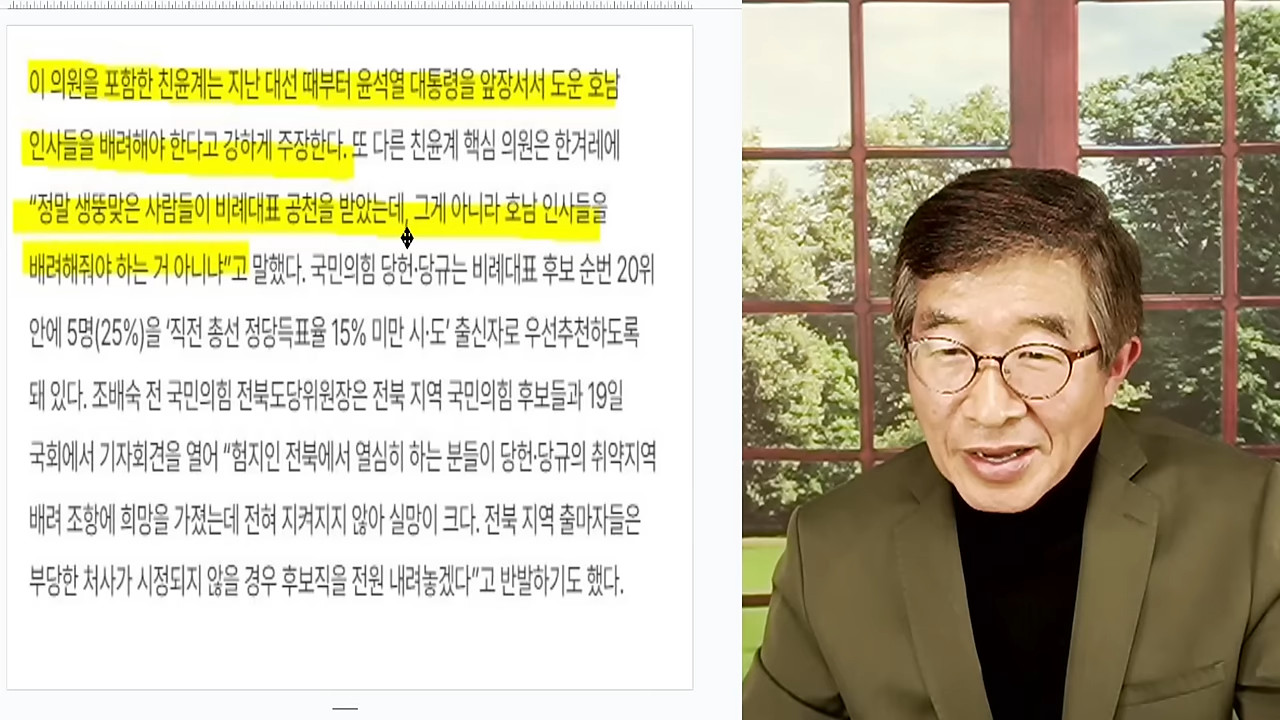 이 의원을 포함한 친윤계는 지난 대선 때부터 윤석열 대통령을 앞장서서 도운 호남
인사들을 배려해야 한다고 강하게 주장한다. 또 다른 친윤계 핵심 의원은 한겨레에
“정말 생뚱맞은 사람들이 비례대표 공천을 받았는데, 그게 아니라 호남 인사들을
배려해줘야 하는 거 아니냐”고 말했다. 국민의힘 당헌·당규는 비례대표 후보 순번 20위
안에 5명(25%)을 ‘직전 총선 정당득표율 15% 미만 시·도’ 출신자로 우선추천하도록
돼 있다. 조배숙 전 국민의힘 전북도당위원장은 전북 지역 국민의힘 후보들과 19일
국회에서 기자회견을 열어 “험지인 전북에서 열심히 하는 분들이 당헌·당규의 취약지역
배려 조항에 희망을 가졌는데 전혀 지켜지지 않아 실망이 크다. 전북 지역 출마자들은
부당한 처사가 시정되지 않을 경우 후보직을 전원 내려놓겠다”고 반발하기도 했다.